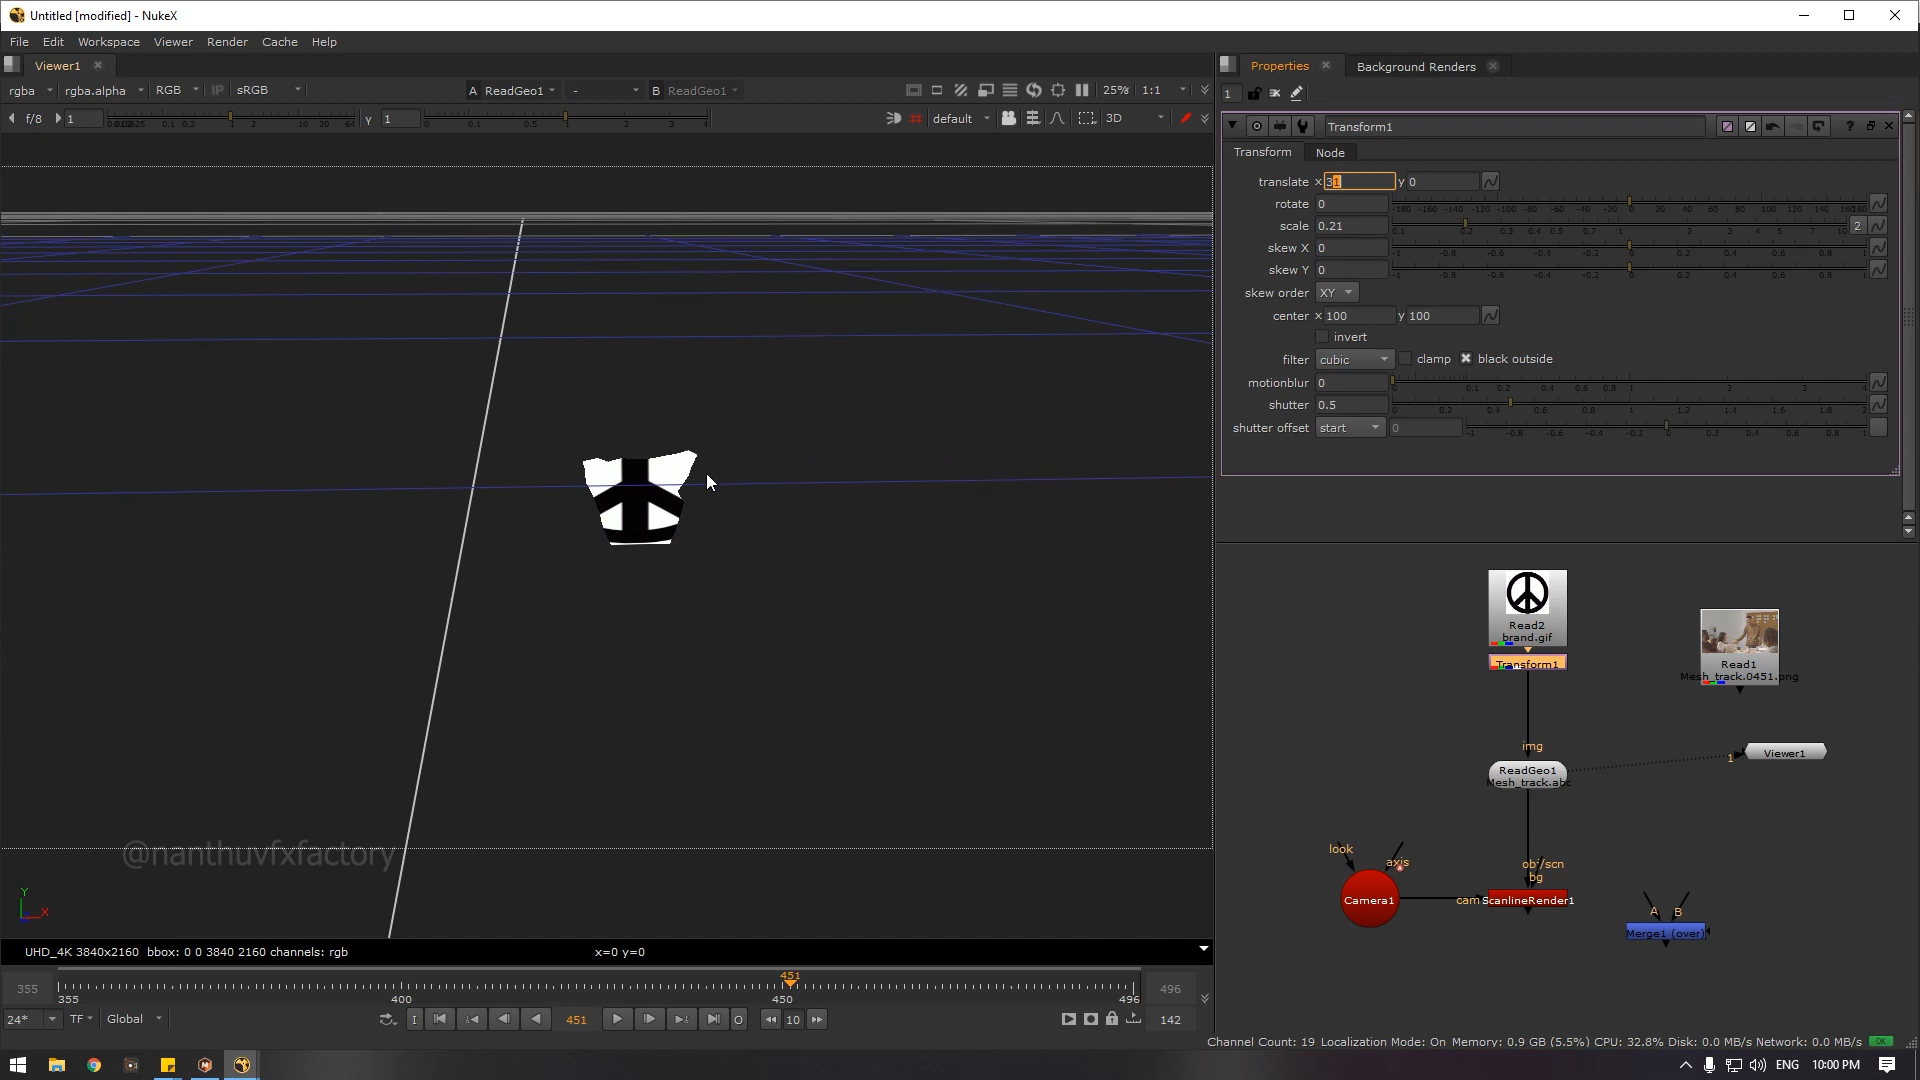 Untitled [modified] - NukeX
File Edit Workspace Viewer Render Cache Help
Viewer1
rgba rgba.alpha RGB IP sRGB A ReadGeo1 - B ReadGeo1 25% 1:1
f/8 1 Y 1 default 3D
Properties Background Renders
1
Transform1
Transform Node
translate x 31 y 0
rotate 0
scale 0.21 2
skew X 0
skew Y 0
skew order XY
center x 100 y 100
invert
filter cubic clamp black outside
motionblur 0
shutter 0.5
shutter offset start 0
Read2
brand.gif
Transform1
Read1
Mesh_track.0451.png
img
ReadGeo1
Mesh_track.abc
1 Viewer1
look axis
obj/scn
bg
Camera1 cam ScanlineRender1
A B
Merge1 (over)
@nanthuvfxfactory
Y
X
UHD_4K 3840x2160 bbox: 0 0 3840 2160 channels: rgb x=0 y=0
451
355 355 400 450 496 496
24* TF Global I 451 O 10 142
Channel Count: 19 Localization Mode: On Memory: 0.9 GB (5.5%) CPU: 32.8% Disk: 0.0 MB/s Network: 0.0 MB/s OK
ENG 10:00 PM